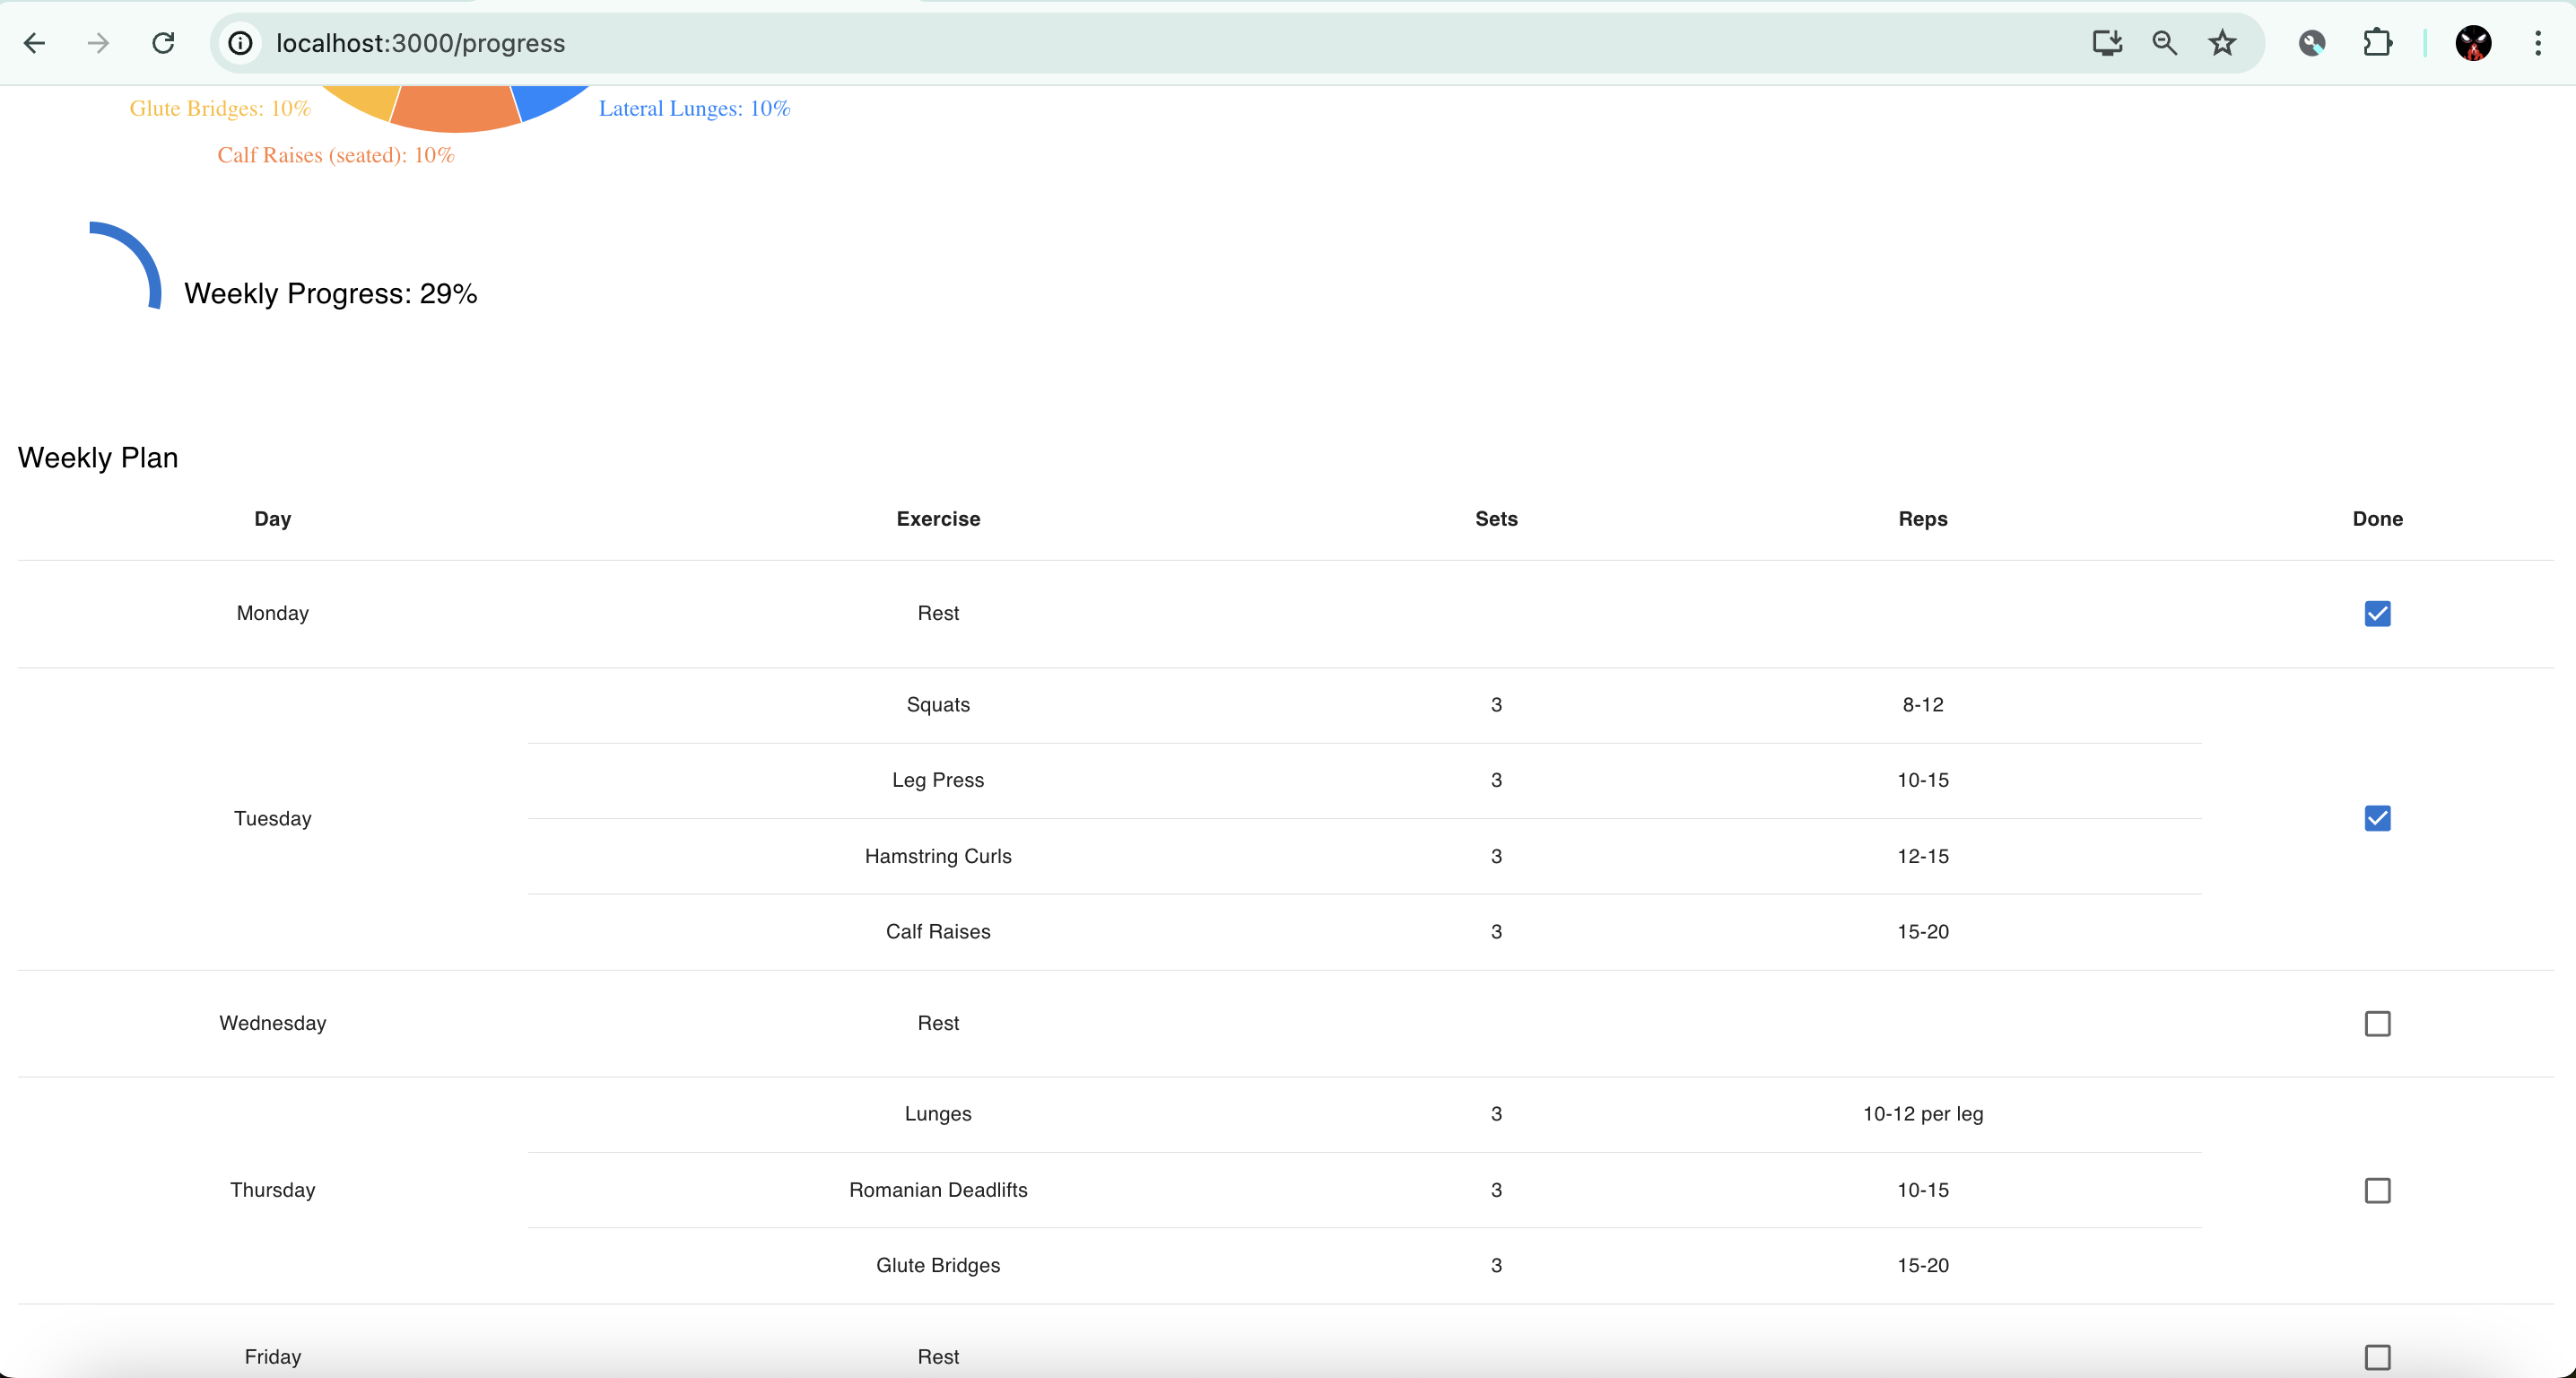 localhost:3000/progress
Glute Bridges: 10%
Lateral Lunges: 10%
Calf Raises (seated): 10%
Weekly Progress: 29%
Weekly Plan
Day Exercise Sets Reps Done
Monday Rest
Squats 3 8-12
Leg Press 3 10-15
Tuesday
Hamstring Curls 3 12-15
Calf Raises 3 15-20
Wednesday Rest
Lunges 3 10-12 per leg
Thursday Romanian Deadlifts 3 10-15
Glute Bridges 3 15-20
Friday Rest